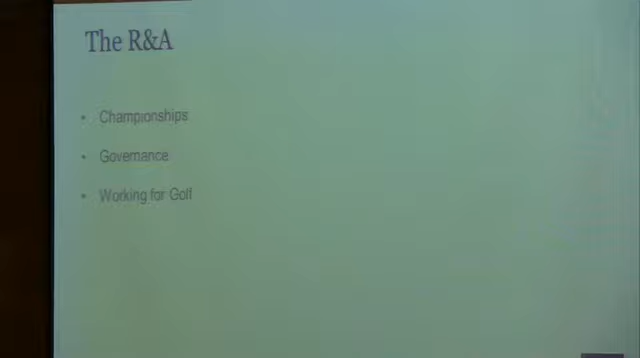 The R&A
• Championships
• Governance
• Working for Golf